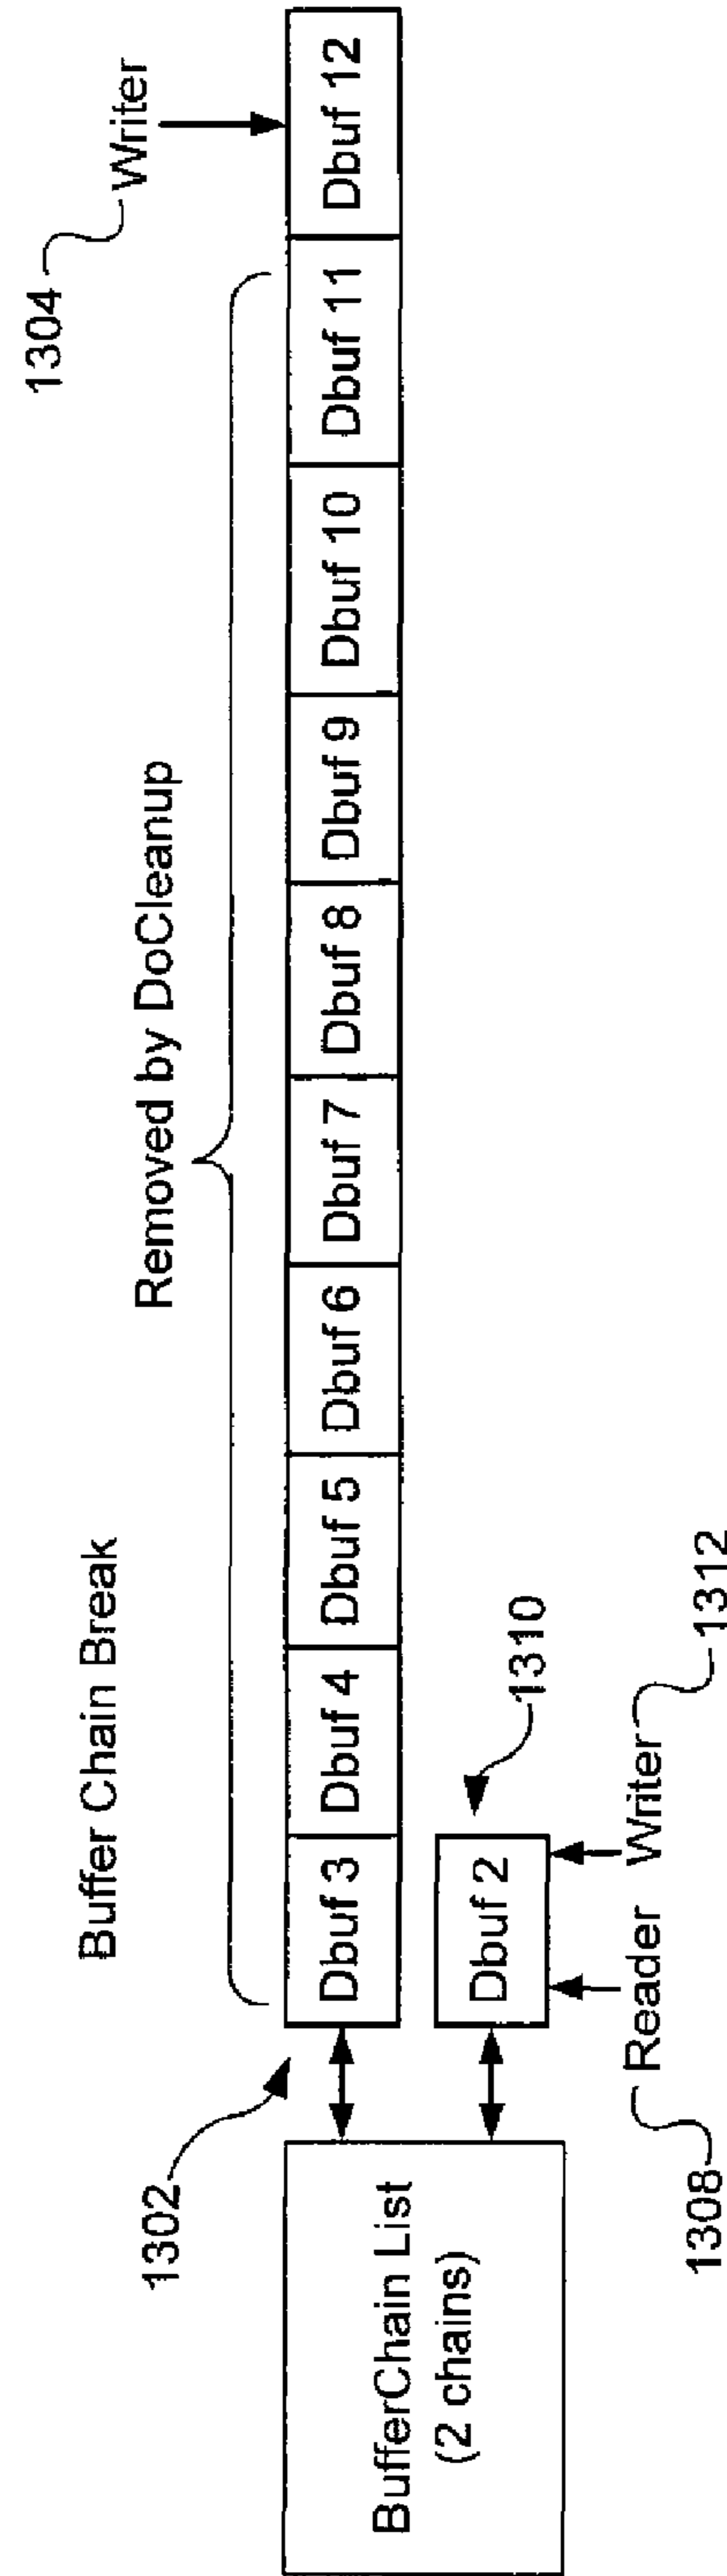 1304
Writer
Buffer Chain Break
Removed by DoCleanup
1302
Dbuf 3
Dbuf 4
Dbuf 5
Dbuf 6
Dbuf 7
Dbuf 8
Dbuf 9
Dbuf 10
Dbuf 11
Dbuf 12
BufferChain List
(2 chains)
Dbuf 2
1310
Reader
Writer
1308
1312